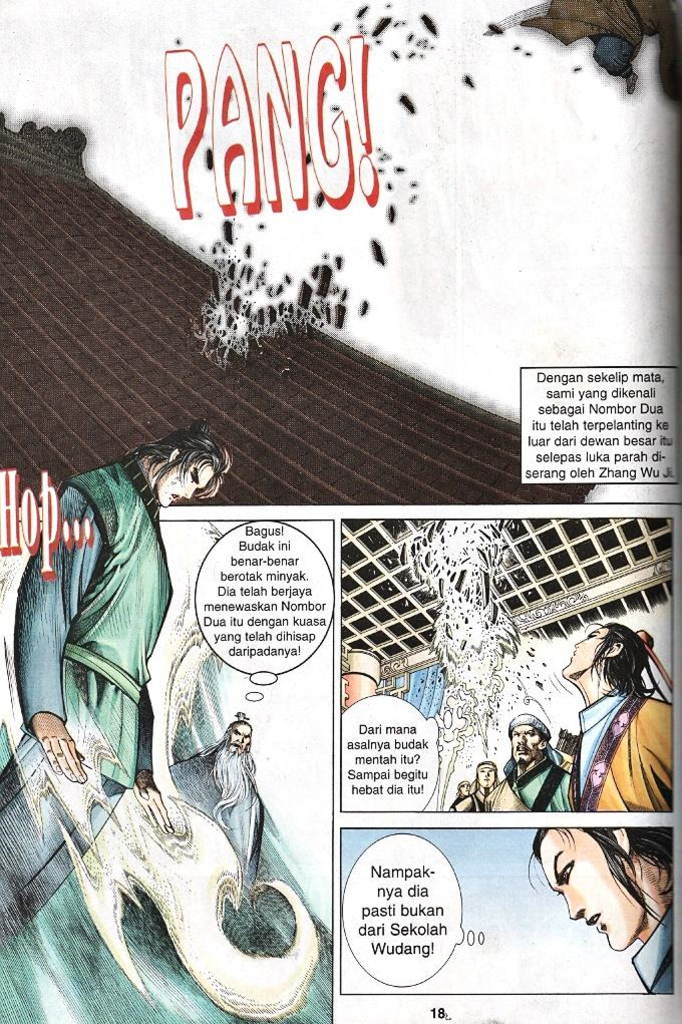 PANG!
Dengan sekelip mata,
sami yang dikenali
sebagai Nombor Dua
itu telah terpelanting ke
luar dari dewan besar itu
selepas luka parah di-
serang oleh Zhang Wu Ji.
Hop...
Bagus!
Budak ini
benar-benar
berotak minyak.
Dia telah berjaya
menewaskan Nombor
Dua itu dengan kuasa
yang telah dihisap
daripadanya!
Dari mana
asalnya budak
mentah itu?
Sampai begitu
hebat dia itu!
Nampak-
nya dia
pasti bukan
dari Sekolah
Wudang!
18